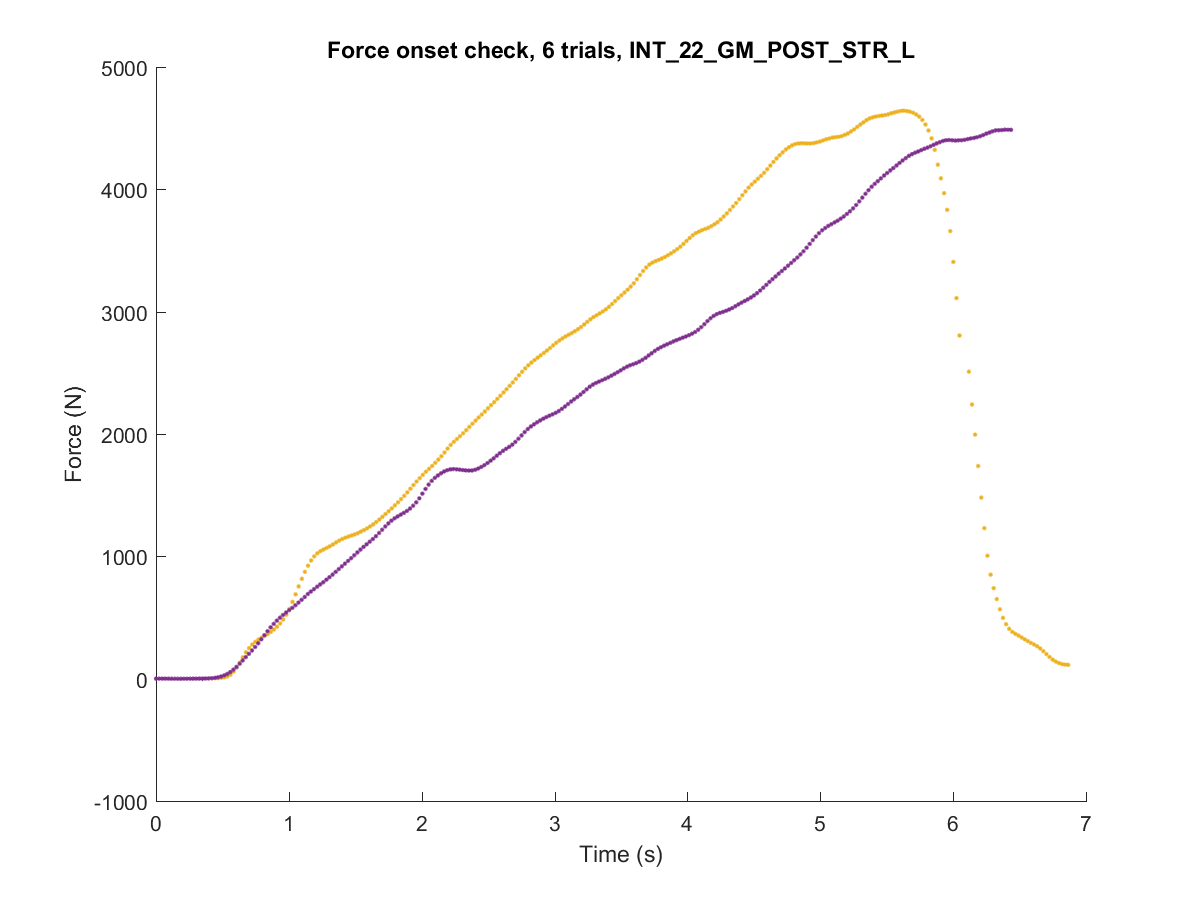 Force onset check, 6 trials, INT_22_GM_POST_STR_L
5000
4000
3000
2000
1000
0
-1000
Force (N)
0 1 2 3 4 5 6 7
Time (s)